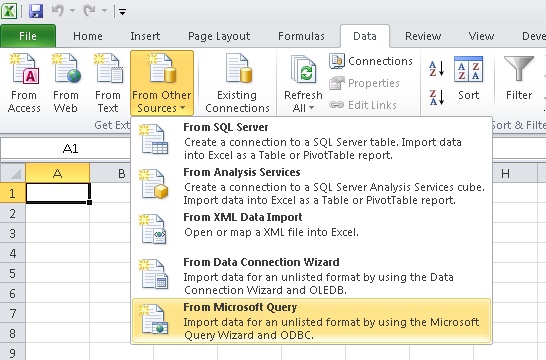 File Home Insert Page Layout Formulas Data Review View Deve
From Access
From Web
From Text
From Other Sources
Existing Connections
Refresh All
Connections
Properties
Edit Links
Sort
Filter
Get Ext
Sort & Filter
A1
A B H
1
2
3
4
5
6
7
8
9
From SQL Server
Create a connection to a SQL Server table. Import data
into Excel as a Table or PivotTable report.
From Analysis Services
Create a connection to a SQL Server Analysis Services cube.
Import data into Excel as a Table or PivotTable report.
From XML Data Import
Open or map a XML file into Excel.
From Data Connection Wizard
Import data for an unlisted format by using the Data
Connection Wizard and OLEDB.
From Microsoft Query
Import data for an unlisted format by using the Microsoft
Query Wizard and ODBC.